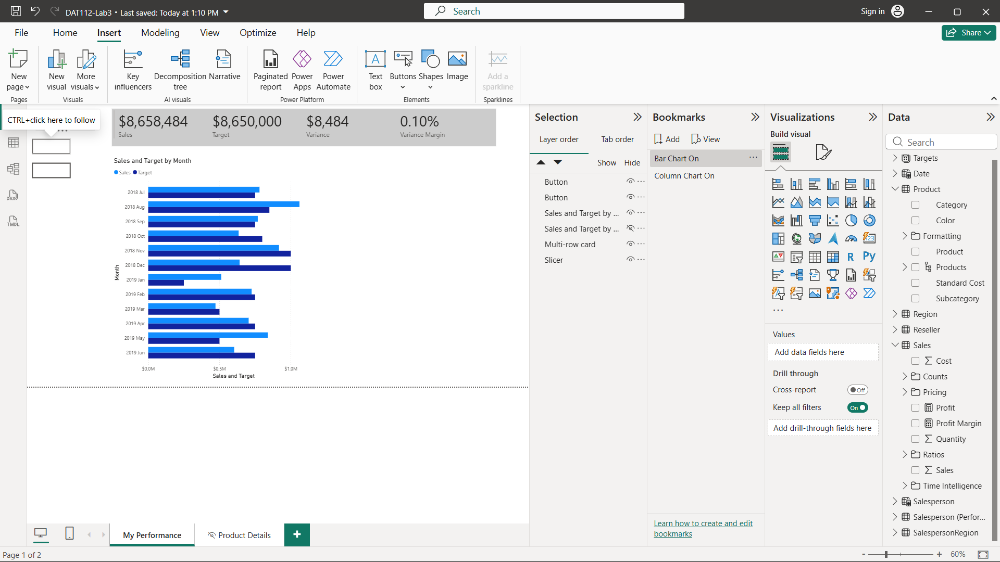 DAT112-Lab3 • Last saved: Today at 1:10 PM
Search
Sign in
File
Home
Insert
Modeling
View
Optimize
Help
Share
New page
Pages
New visual
More visuals
Visuals
Key influencers
Decomposition tree
Narrative
AI visuals
Paginated report
Power Apps
Power Automate
Power Platform
Text box
Buttons
Shapes
Image
Elements
Add a sparkline
Sparklines
CTRL+click here to follow
$8,658,484
Sales
$8,650,000
Target
$8,484
Variance
0.10%
Variance Margin
Sales and Target by Month
Sales
Target
Month
2018 Jul
2018 Aug
2018 Sep
2018 Oct
2018 Nov
2018 Dec
2019 Jan
2019 Feb
2019 Mar
2019 Apr
2019 May
2019 Jun
$0.0M
$0.5M
$1.0M
Sales and Target
DAX
TMDL
Selection
Layer order
Tab order
Show
Hide
Button
Button
Sales and Target by ...
Sales and Target by ...
Multi-row card
Slicer
Bookmarks
Add
View
Bar Chart On
Column Chart On
Learn how to create and edit
bookmarks
Visualizations
Build visual
123
R
Py
Values
Add data fields here
Drill through
Cross-report
Off
Keep all filters
On
Add drill-through fields here
Data
Search
Targets
Date
Product
Category
Color
Formatting
Product
Products
Standard Cost
Subcategory
Region
Reseller
Sales
Cost
Counts
Pricing
Profit
Profit Margin
Quantity
Ratios
Sales
Time Intelligence
Salesperson
Salesperson (Perfor...
SalespersonRegion
My Performance
Product Details
Page 1 of 2
60%